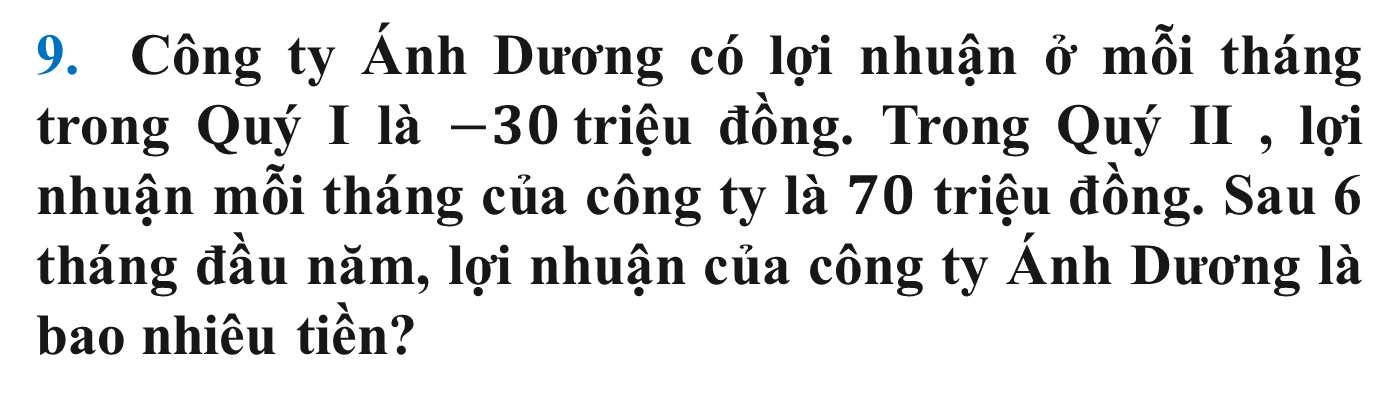 9. Công ty Ánh Dương có lợi nhuận ở mỗi tháng
trong Quý I là −30 triệu đồng. Trong Quý II , lợi
nhuận mỗi tháng của công ty là 70 triệu đồng. Sau 6
tháng đầu năm, lợi nhuận của công ty Ánh Dương là
bao nhiêu tiền?